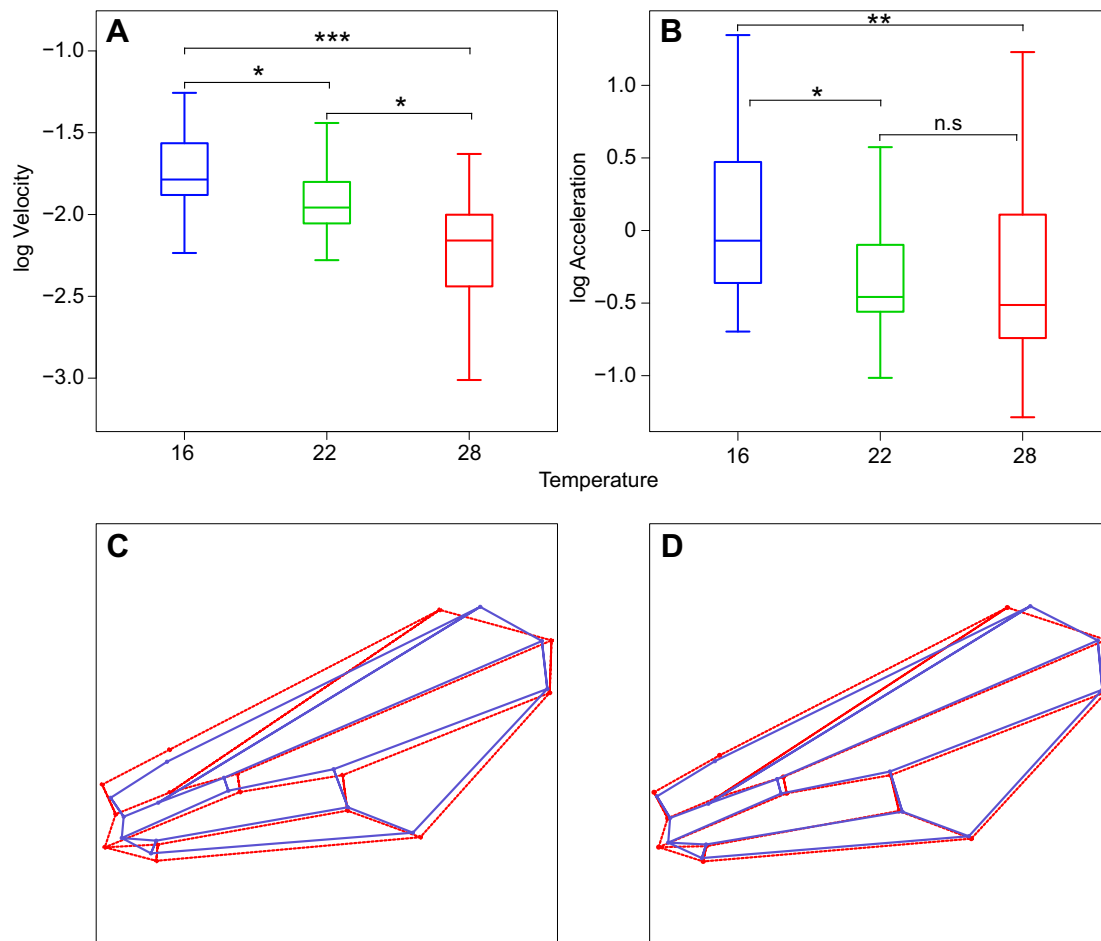 A
B
***
**
*
*
*
n.s
log Velocity
−1.0
−1.5
−2.0
−2.5
−3.0
log Acceleration
1.0
0.5
0
−0.5
−1.0
16
22
28
16
22
28
Temperature
C
D